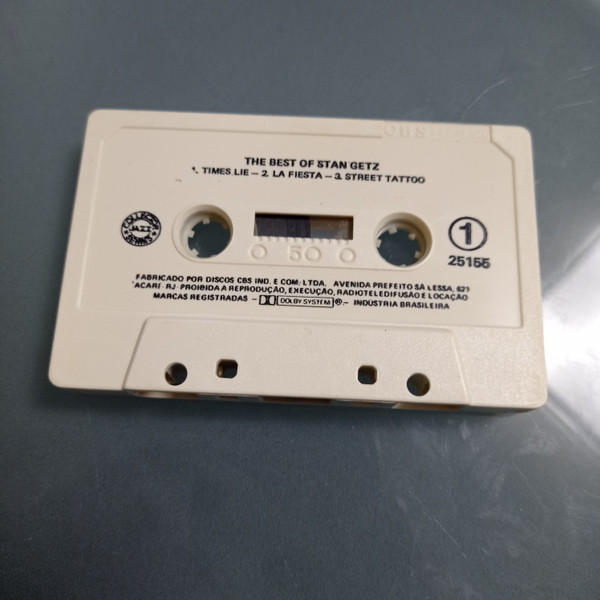 THE BEST OF STAN GETZ
1. TIMES LIE – 2. LA FIESTA – 3. STREET TATTOO
COLLECTOR
JAZZ
SERIES
50
1
25155
FABRICADO POR DISCOS CBS IND. E COM. LTDA. AVENIDA PREFEITO SÁ LESSA, 621
ACARI - RJ - PROIBIDA A REPRODUÇÃO, EXECUÇÃO, RADIOTELEDIFUSÃO E LOCAÇÃO
MARCAS REGISTRADAS – DOLBY SYSTEM ® – INDÚSTRIA BRASILEIRA